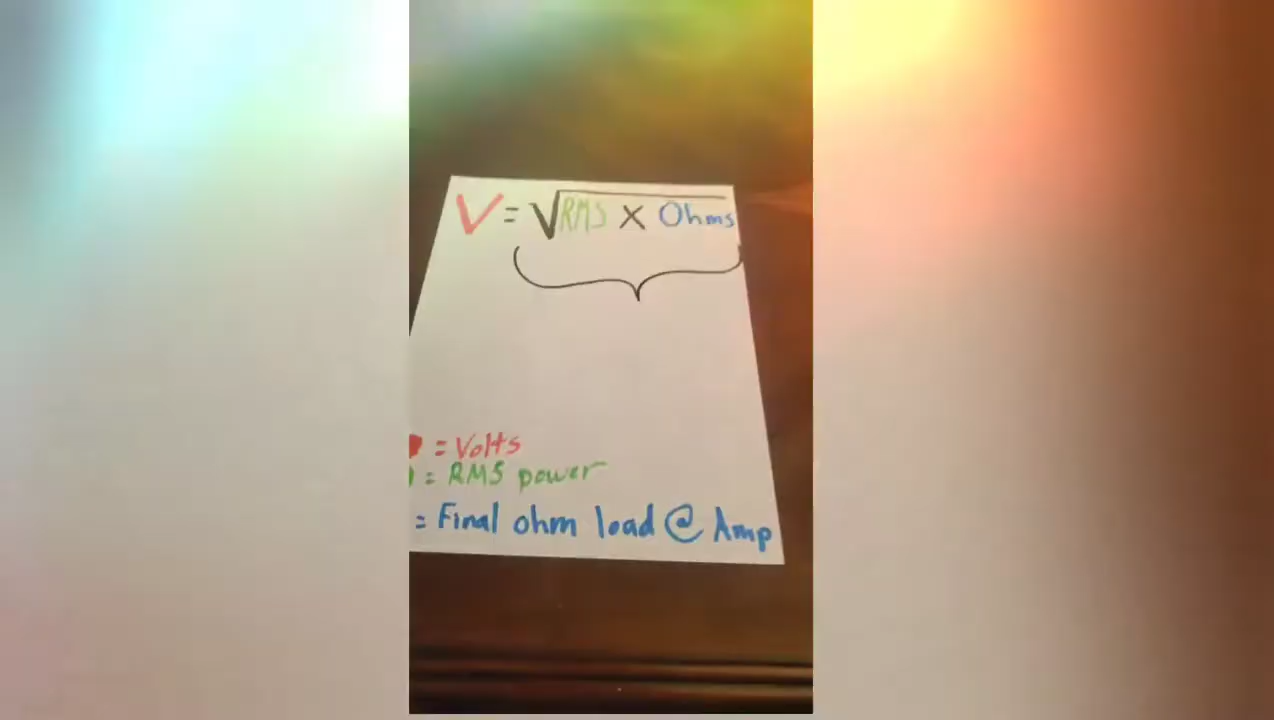 V = √RMS X Ohms
= Volts
= RMS power
= Final ohm load @ Amp